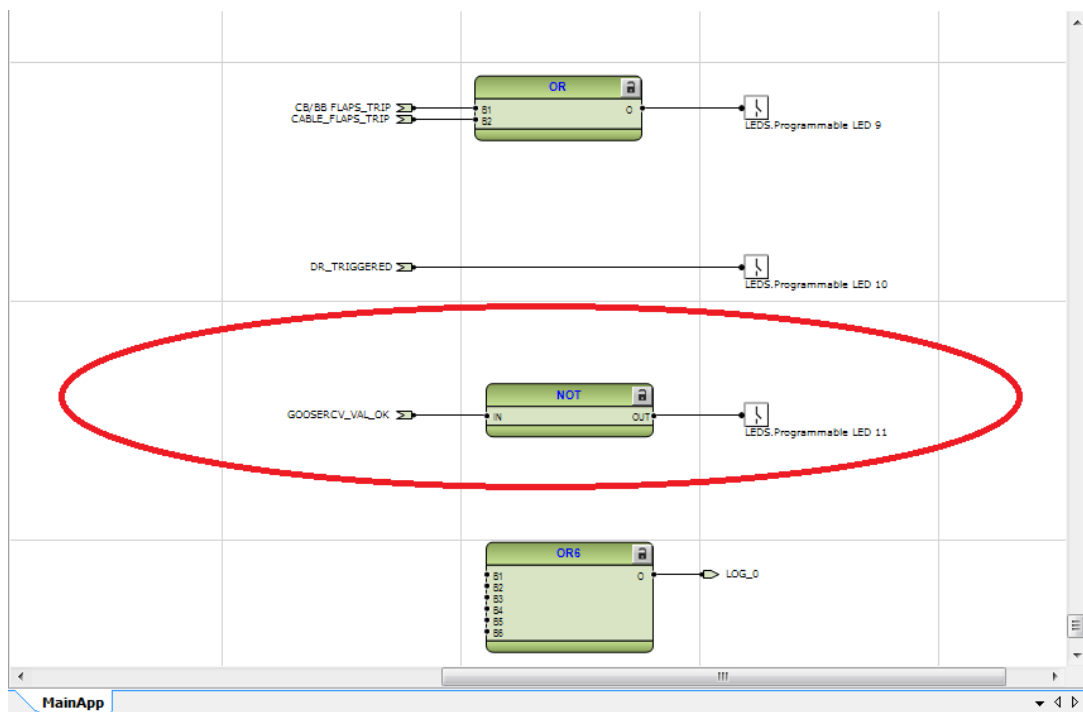 OR
CB/BB FLAPS_TRIP
B1
O
CABLE_FLAPS_TRIP
B2
LEDS.Programmable LED 9
DR_TRIGGERED
LEDS.Programmable LED 10
NOT
GOOSERCV_VAL_OK
IN
OUT
LEDS.Programmable LED 11
OR6
B1
O
LOG_0
B2
B3
B4
B5
B6
MainApp